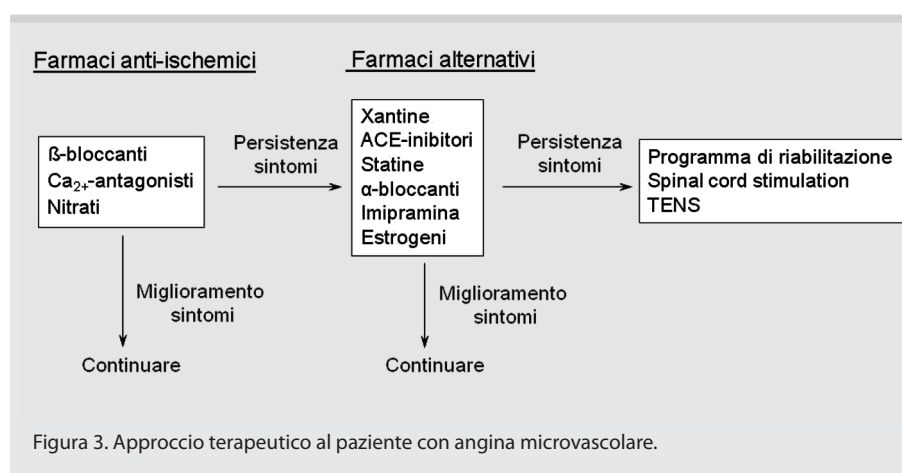 Farmaci anti-ischemici
Farmaci alternativi
ß-bloccanti
Ca2+-antagonisti
Nitrati
Persistenza
sintomi
Xantine
ACE-inibitori
Statine
α-bloccanti
Imipramina
Estrogeni
Persistenza
sintomi
Programma di riabilitazione
Spinal cord stimulation
TENS
Miglioramento
sintomi
Continuare
Miglioramento
sintomi
Continuare
Figura 3. Approccio terapeutico al paziente con angina microvascolare.